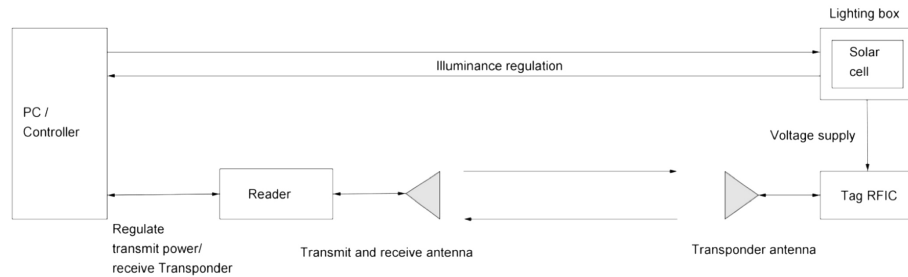 Lighting box
Solar
cell
Illuminance regulation
PC /
Controller
Voltage supply
Reader
Tag RFIC
Regulate
transmit power/
receive Transponder
Transmit and receive antenna
Transponder antenna